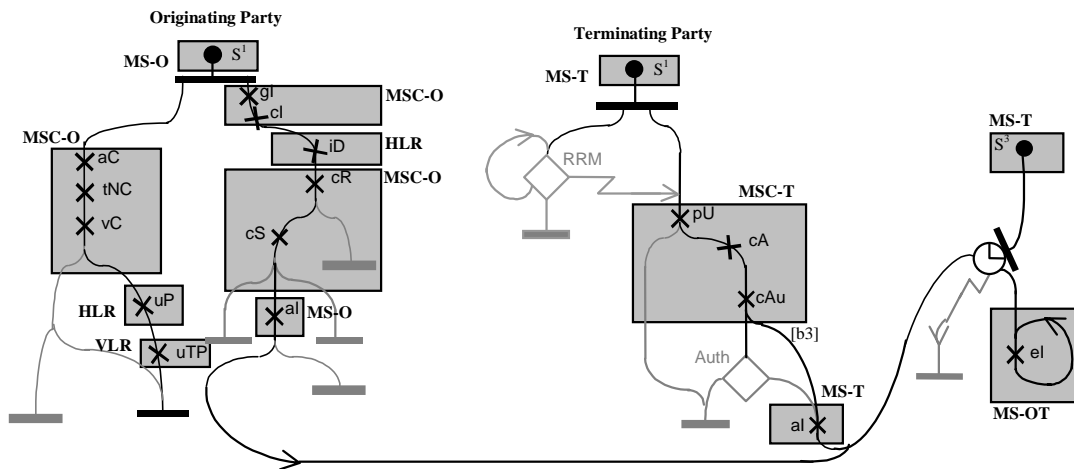 Originating Party
S1
MS-O
gI
cI
MSC-O
MSC-O
iD
HLR
aC
tNC
vC
cR
MSC-O
cS
HLR
uP
aI
MS-O
VLR
uTP
Terminating Party
S1
MS-T
RRM
MSC-T
pU
cA
cAu
[b3]
Auth
MS-T
aI
MS-T
S3
eI
MS-OT